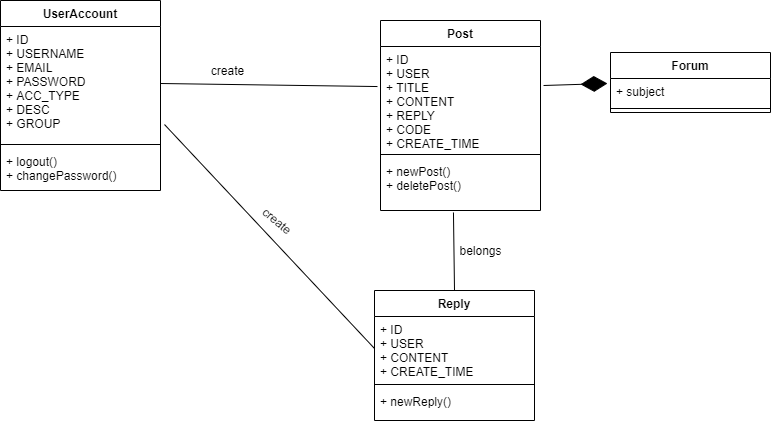 UserAccount
+ ID
+ USERNAME
+ EMAIL
+ PASSWORD
+ ACC_TYPE
+ DESC
+ GROUP
+ logout()
+ changePassword()
create
Post
+ ID
+ USER
+ TITLE
+ CONTENT
+ REPLY
+ CODE
+ CREATE_TIME
+ newPost()
+ deletePost()
Forum
+ subject
create
belongs
Reply
+ ID
+ USER
+ CONTENT
+ CREATE_TIME
+ newReply()